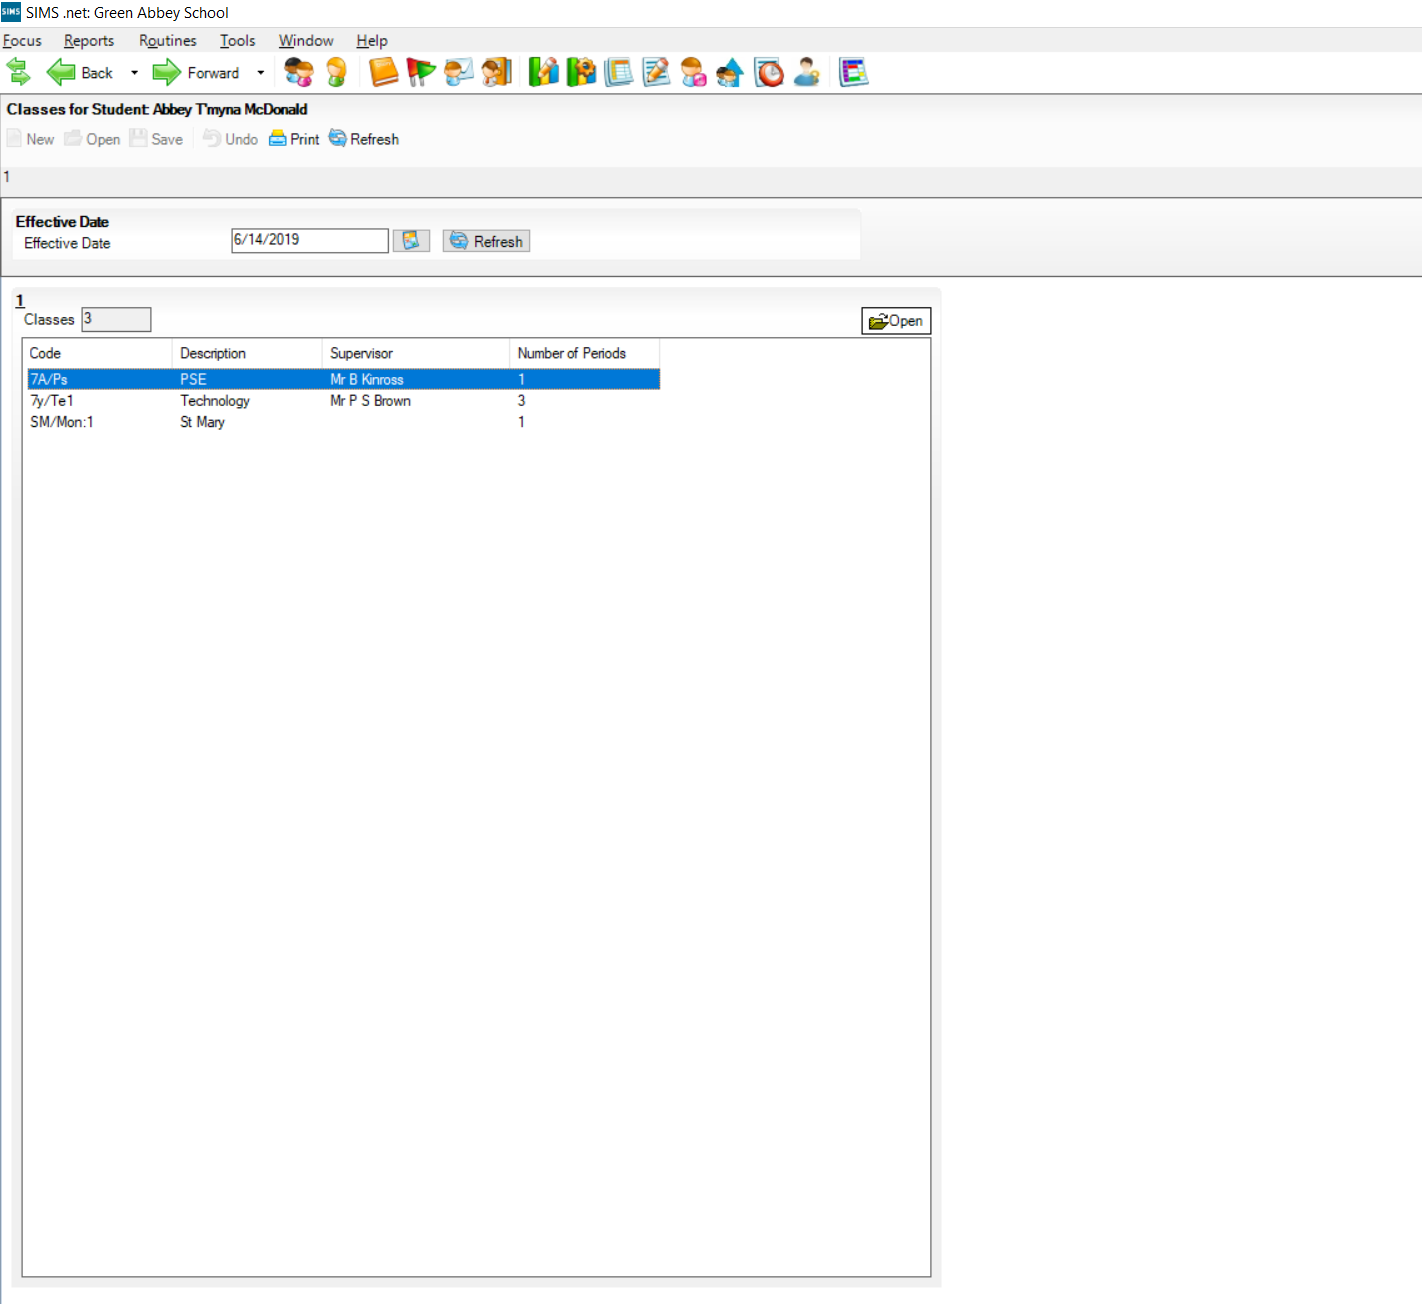 SIMS SIMS .net: Green Abbey School
Focus Reports Routines Tools Window Help
Back Forward
Classes for Student: Abbey T'myna McDonald
New Open Save Undo Print Refresh
1
Effective Date
Effective Date 6/14/2019 Refresh
1
Classes 3 Open
Code Description Supervisor Number of Periods
7A/Ps PSE Mr B Kinross 1
7y/Te1 Technology Mr P S Brown 3
SM/Mon:1 St Mary 1